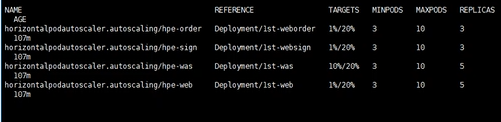 NAME REFERENCE TARGETS MINPODS MAXPODS REPLICAS
AGE
horizontalpodautoscaler.autoscaling/hpe-order Deployment/1st-weborder 1%/20% 3 10 3
107m
horizontalpodautoscaler.autoscaling/hpe-sign Deployment/1st-websign 1%/20% 3 10 3
107m
horizontalpodautoscaler.autoscaling/hpe-was Deployment/1st-was 10%/20% 3 10 5
107m
horizontalpodautoscaler.autoscaling/hpe-web Deployment/1st-web 1%/20% 3 10 5
107m